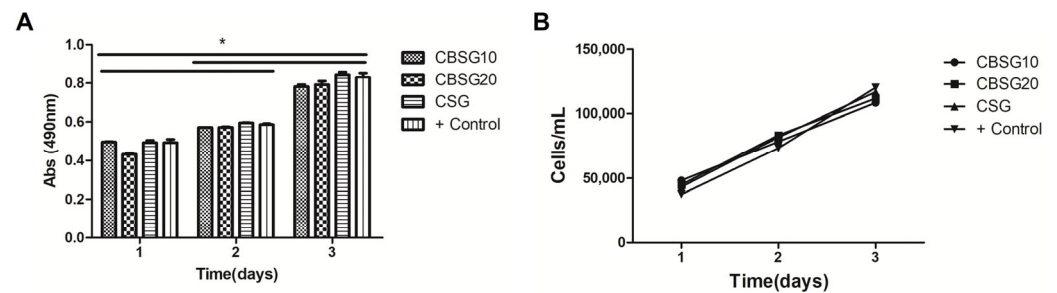 A
*
1.0
0.8
0.6
0.4
0.2
0.0
Abs (490nm)
1 2 3
Time(days)
CBSG10
CBSG20
CSG
+ Control
B
150,000
100,000
50,000
0
Cells/mL
1 2 3
Time(days)
CBSG10
CBSG20
CSG
+ Control